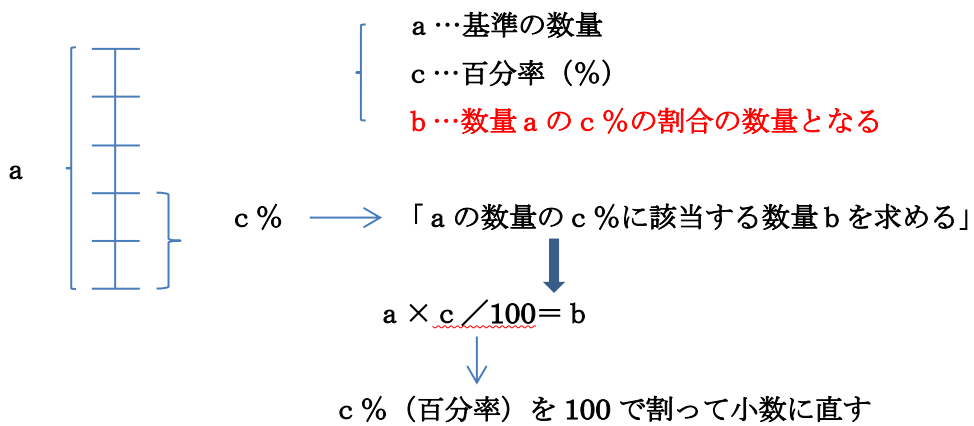 a…基準の数量
c…百分率（%）
b…数量aのc%の割合の数量となる
a
c%
「aの数量のc%に該当する数量bを求める」
a×c／100＝b
c%（百分率）を100で割って小数に直す